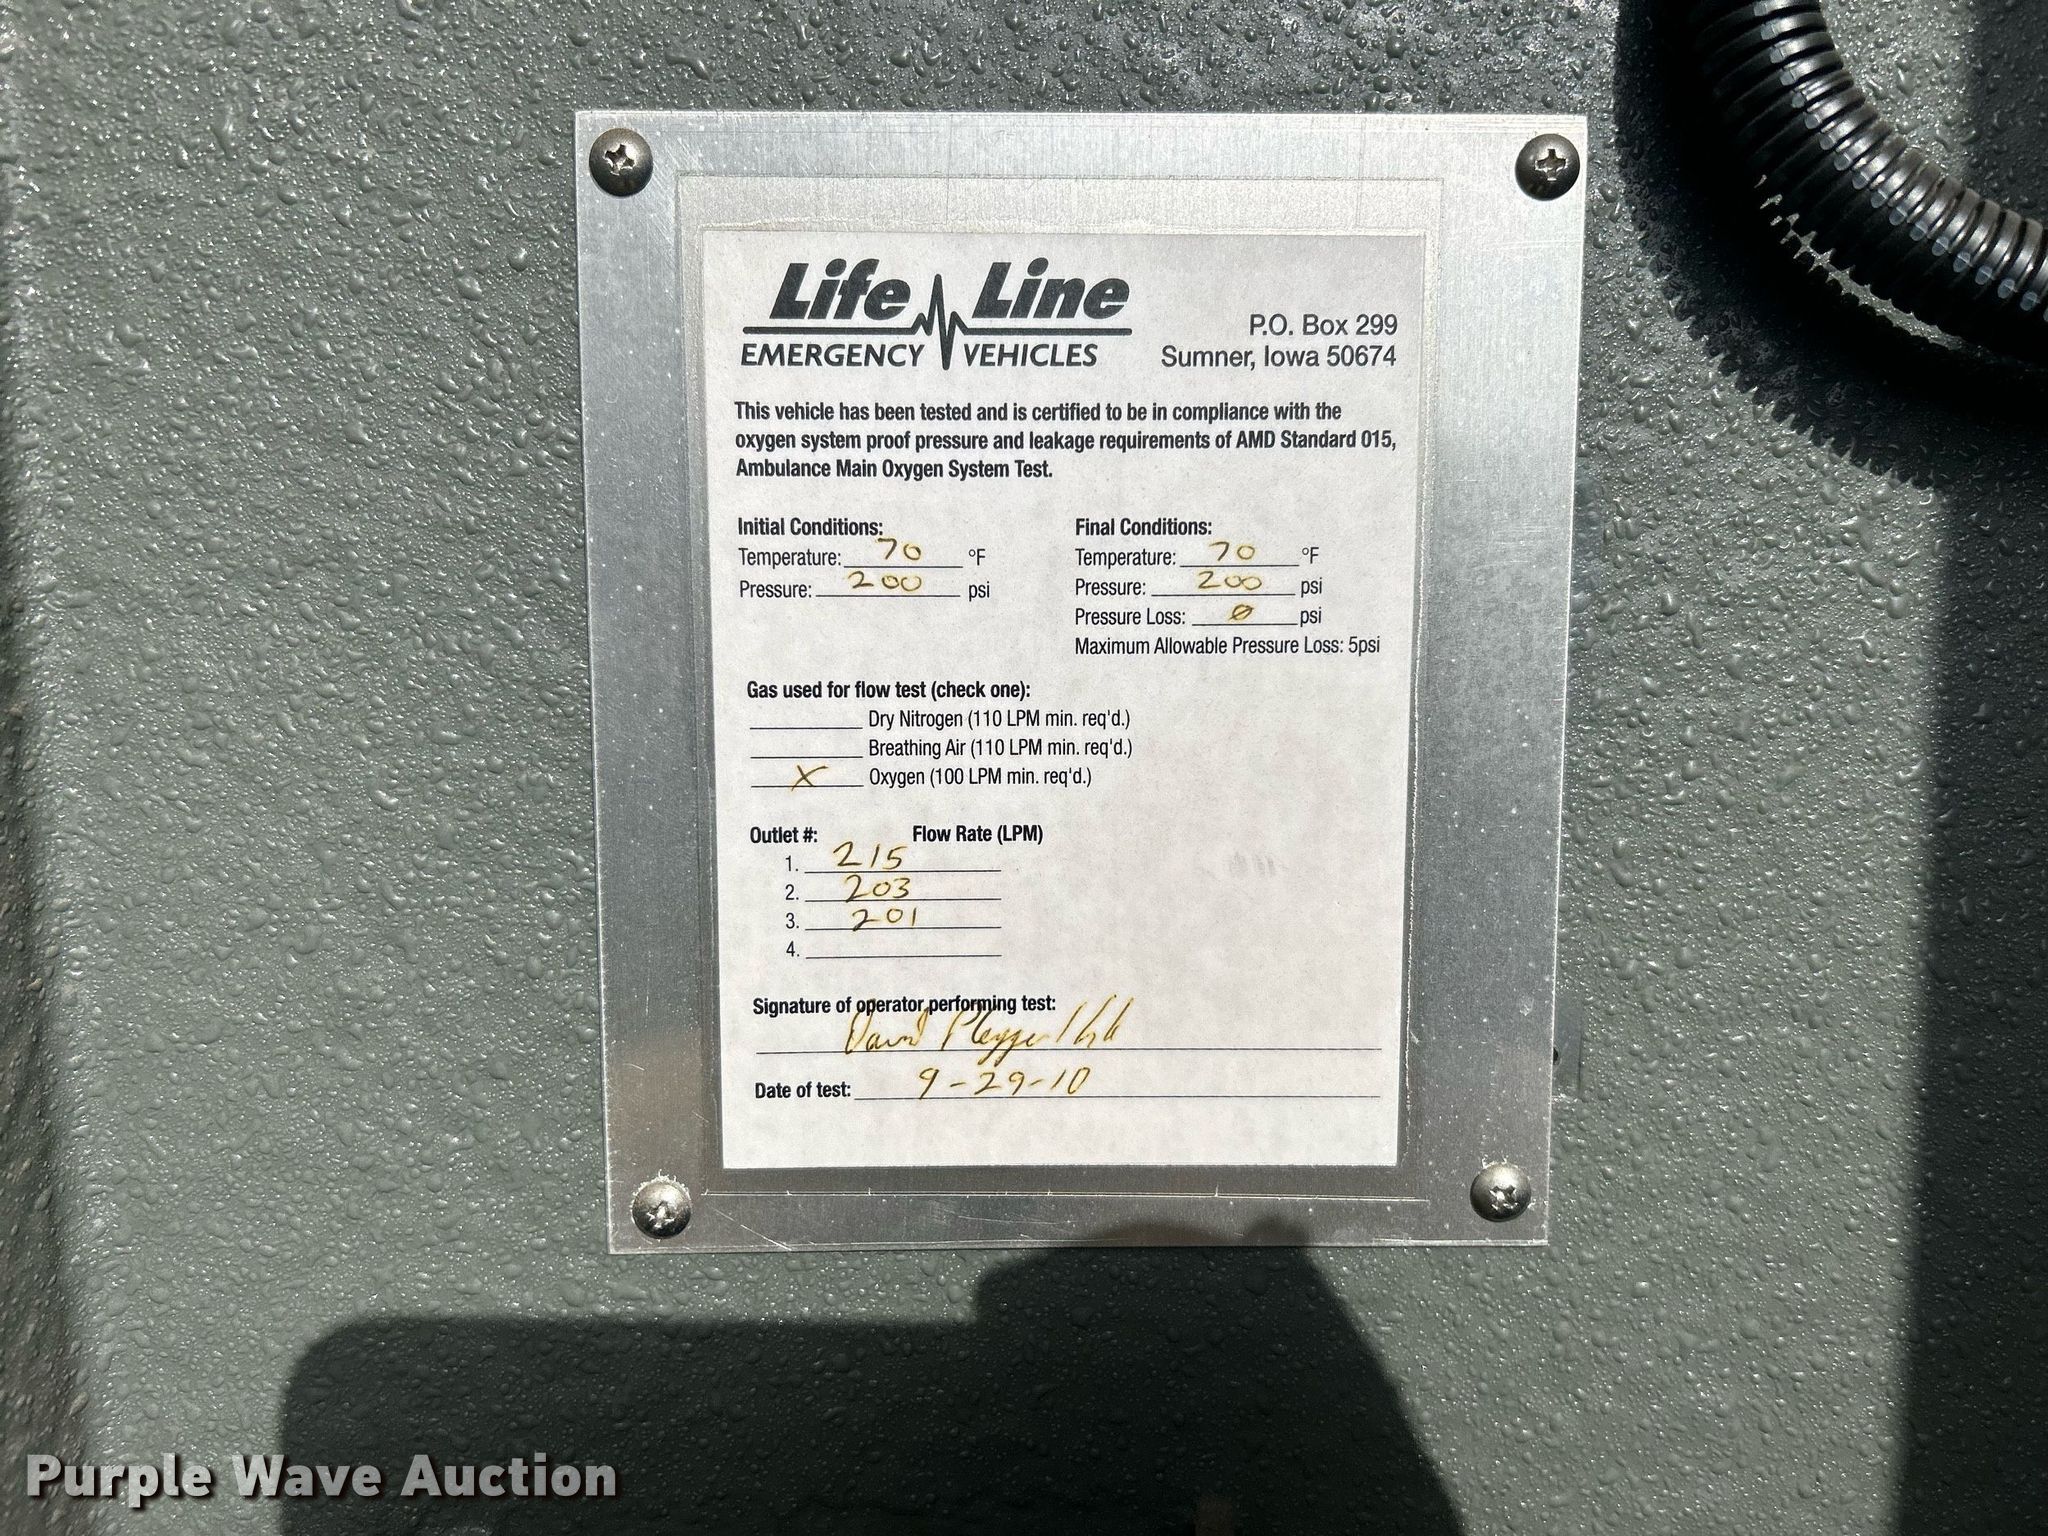 Life Line
EMERGENCY VEHICLES
P.O. Box 299
Sumner, Iowa 50674
This vehicle has been tested and is certified to be in compliance with the
oxygen system proof pressure and leakage requirements of AMD Standard 015,
Ambulance Main Oxygen System Test.
Initial Conditions:
Temperature: 70 °F
Pressure: 200 psi
Final Conditions:
Temperature: 70 °F
Pressure: 200 psi
Pressure Loss: 0 psi
Maximum Allowable Pressure Loss: 5psi
Gas used for flow test (check one):
Dry Nitrogen (110 LPM min. req'd.)
Breathing Air (110 LPM min. req'd.)
X Oxygen (100 LPM min. req'd.)
Outlet #: Flow Rate (LPM)
1. 215
2. 203
3. 201
4.
Signature of operator performing test:
David
Date of test: 9-29-10
Purple Wave Auction